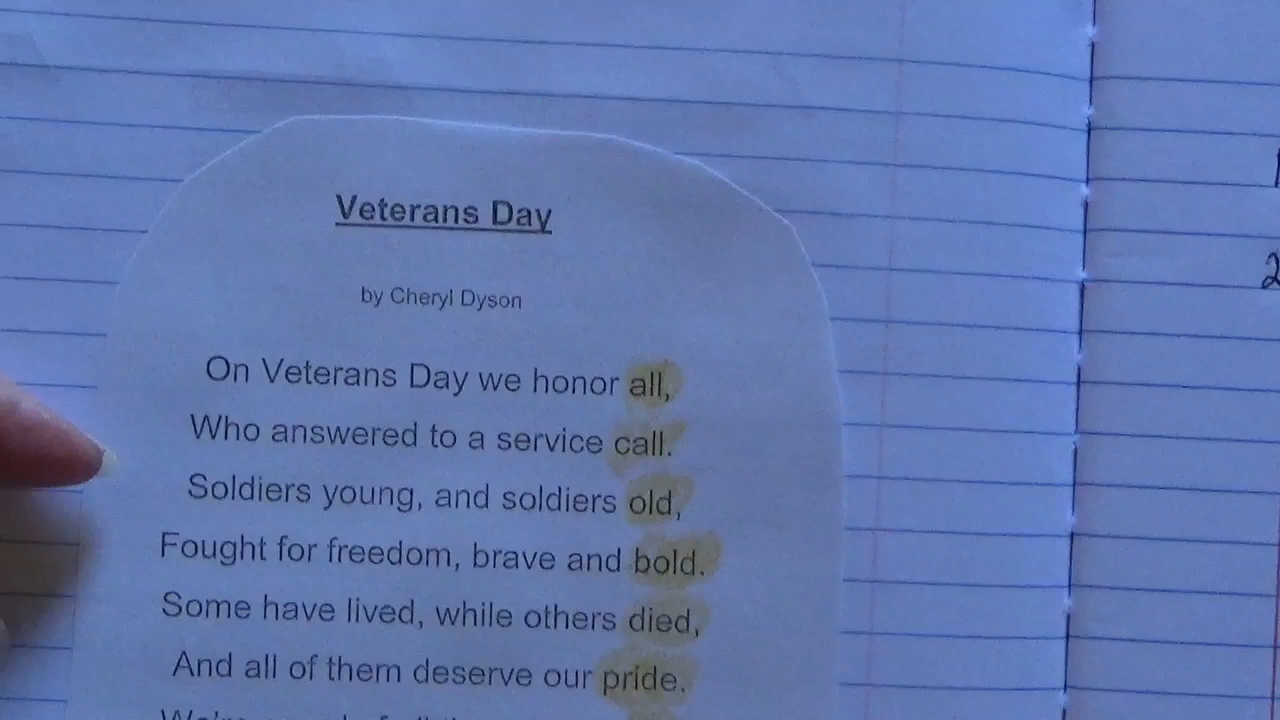 Veterans Day
by Cheryl Dyson
On Veterans Day we honor all,
Who answered to a service call.
Soldiers young, and soldiers old,
Fought for freedom, brave and bold.
Some have lived, while others died,
And all of them deserve our pride.
2